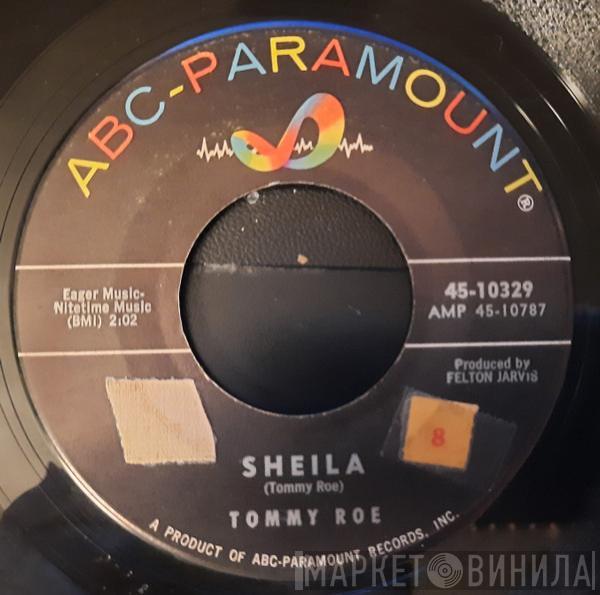 ABC-PARAMOUNT®
Eager Music-
Nitetime Music
(BMI) 2:02
45-10329
AMP 45-10787
Produced by
FELTON JARVIS
8
SHEILA
(Tommy Roe)
TOMMY ROE
A PRODUCT OF ABC-PARAMOUNT RECORDS, INC.
МАРКЕТ ВИНИЛА